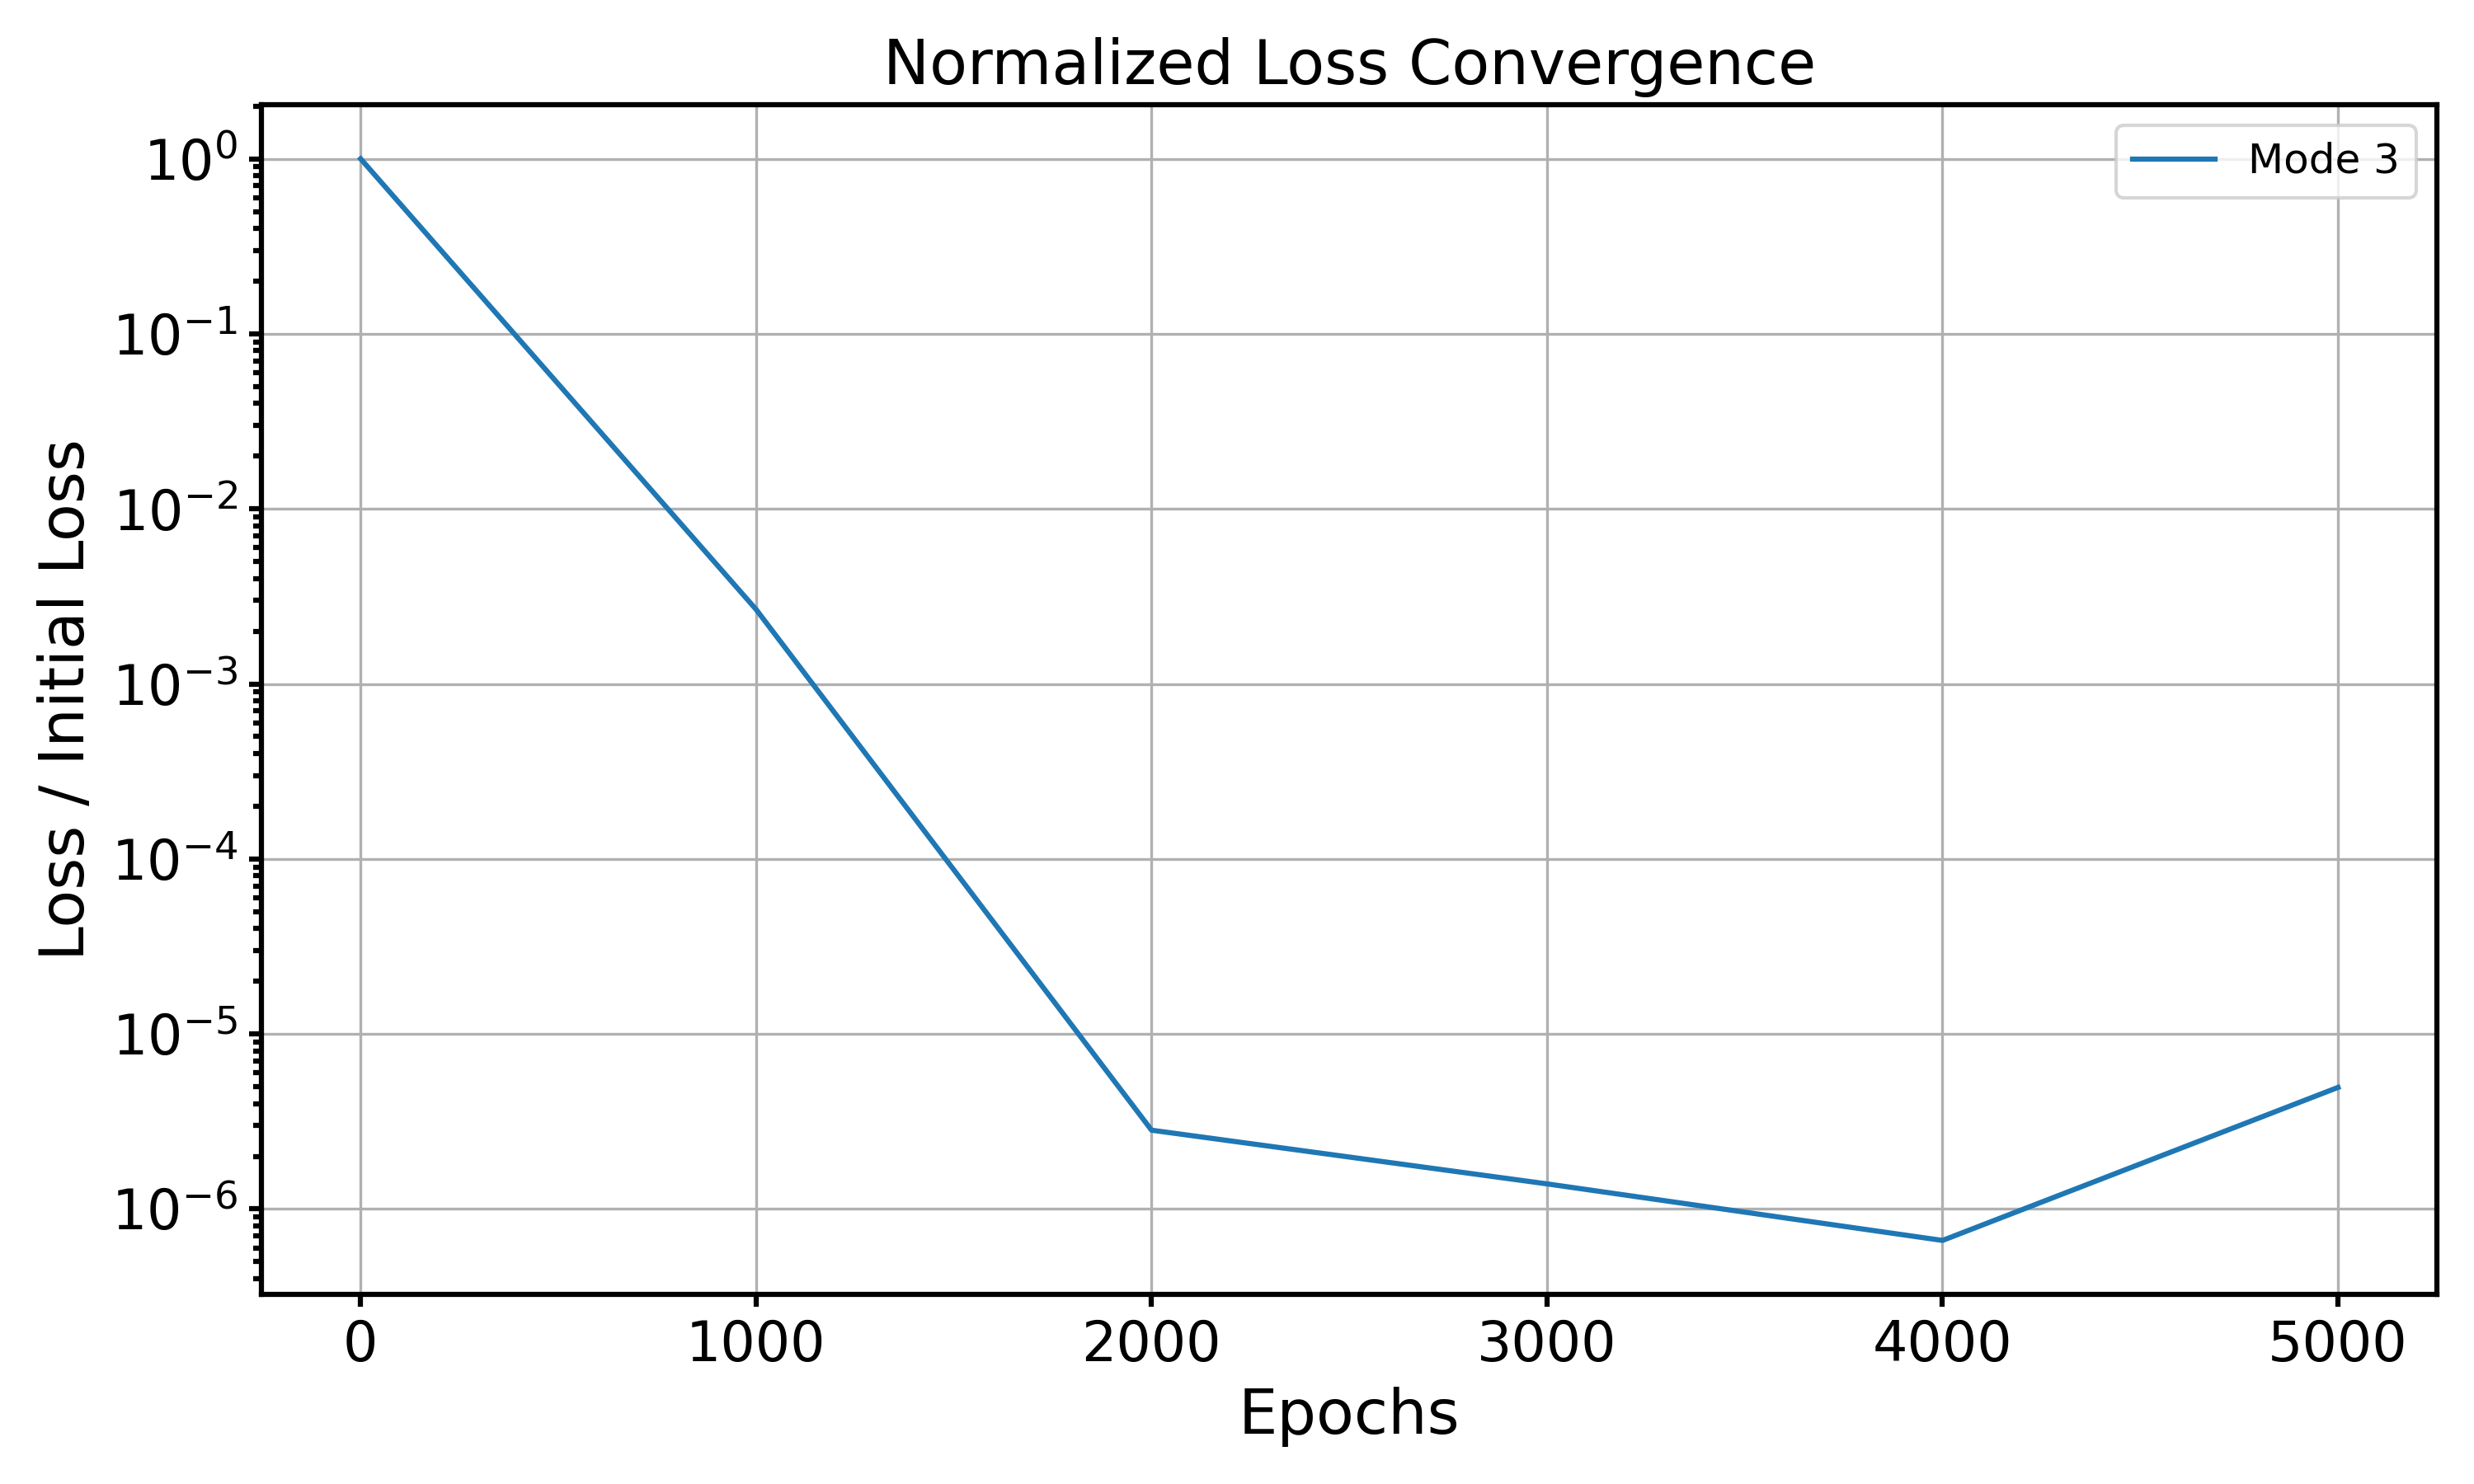 Normalized Loss Convergence
10⁰
10⁻¹
10⁻²
10⁻³
10⁻⁴
10⁻⁵
10⁻⁶
Loss / Initial Loss
Mode 3
0 1000 2000 3000 4000 5000
Epochs